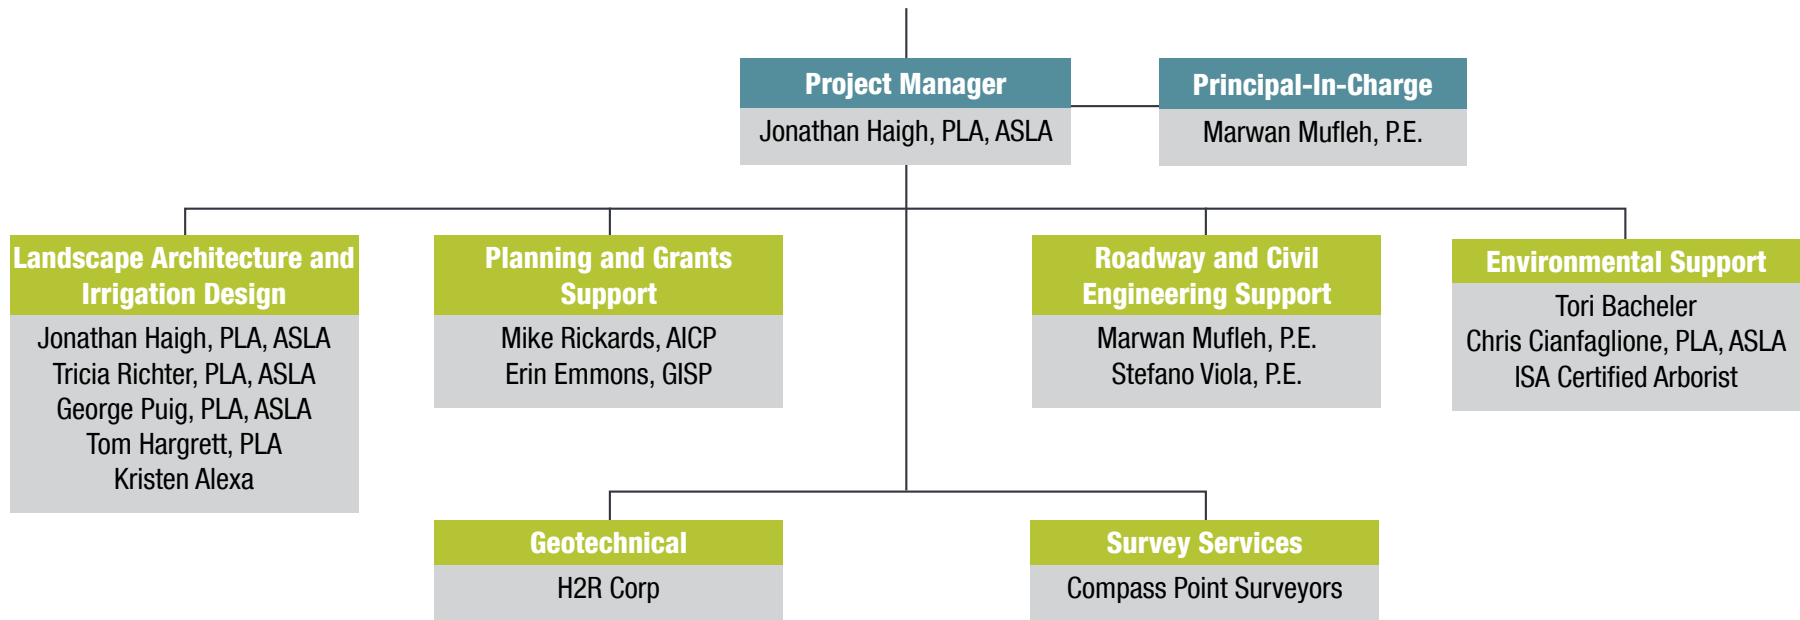 Project Manager
Jonathan Haigh, PLA, ASLA
Principal-In-Charge
Marwan Mufleh, P.E.
Landscape Architecture and
Irrigation Design
Jonathan Haigh, PLA, ASLA
Tricia Richter, PLA, ASLA
George Puig, PLA, ASLA
Tom Hargrett, PLA
Kristen Alexa
Planning and Grants
Support
Mike Rickards, AICP
Erin Emmons, GISP
Roadway and Civil
Engineering Support
Marwan Mufleh, P.E.
Stefano Viola, P.E.
Environmental Support
Tori Bacheler
Chris Cianfaglione, PLA, ASLA
ISA Certified Arborist
Geotechnical
H2R Corp
Survey Services
Compass Point Surveyors